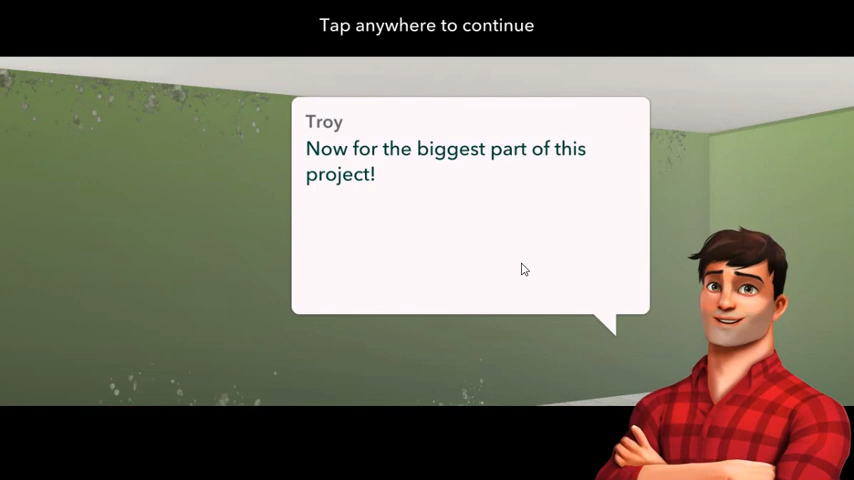 Tap anywhere to continue
Troy
Now for the biggest part of this
project!